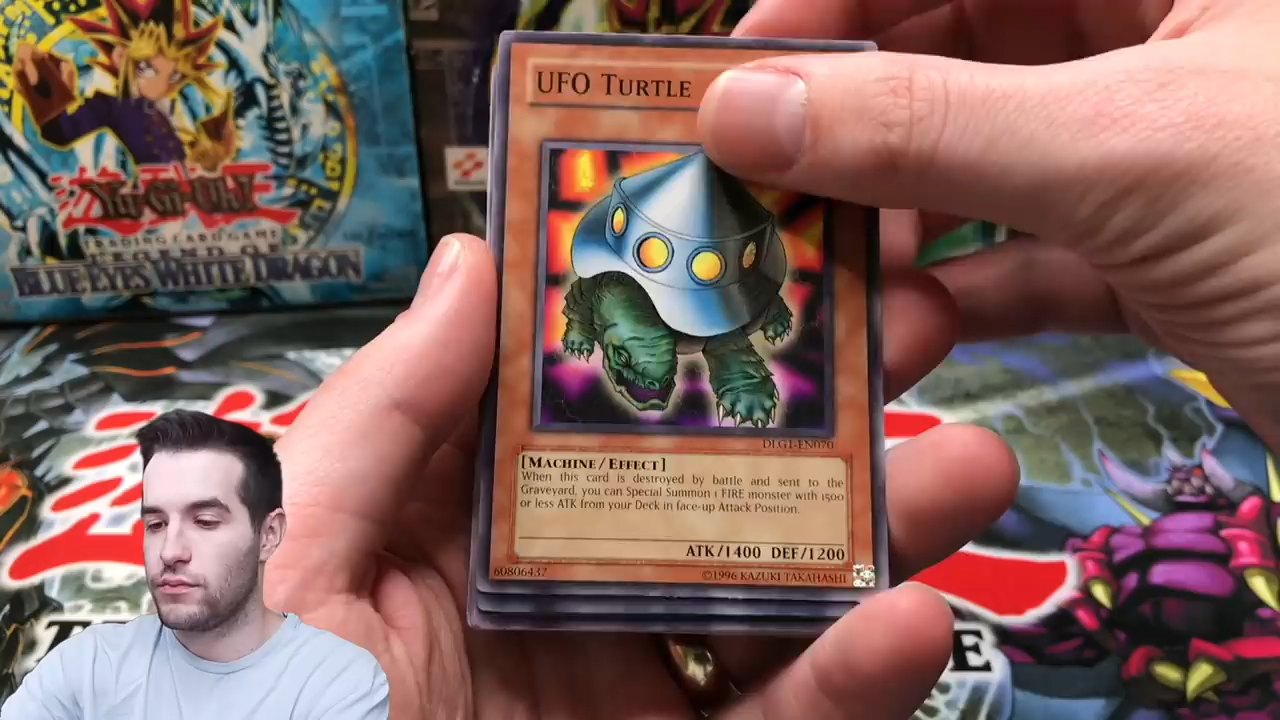 Yu-Gi-Oh!
TRADING CARD GAME
LEGEND OF
BLUE EYES WHITE DRAGON
UFO TURTLE
DLG1-EN070
[MACHINE/EFFECT]
When this card is destroyed by battle and sent to the
Graveyard, you can Special Summon 1 FIRE monster with 1500
or less ATK from your Deck in face-up Attack Position.
ATK/1400 DEF/1200
60806437
©1996 KAZUKI TAKAHASHI